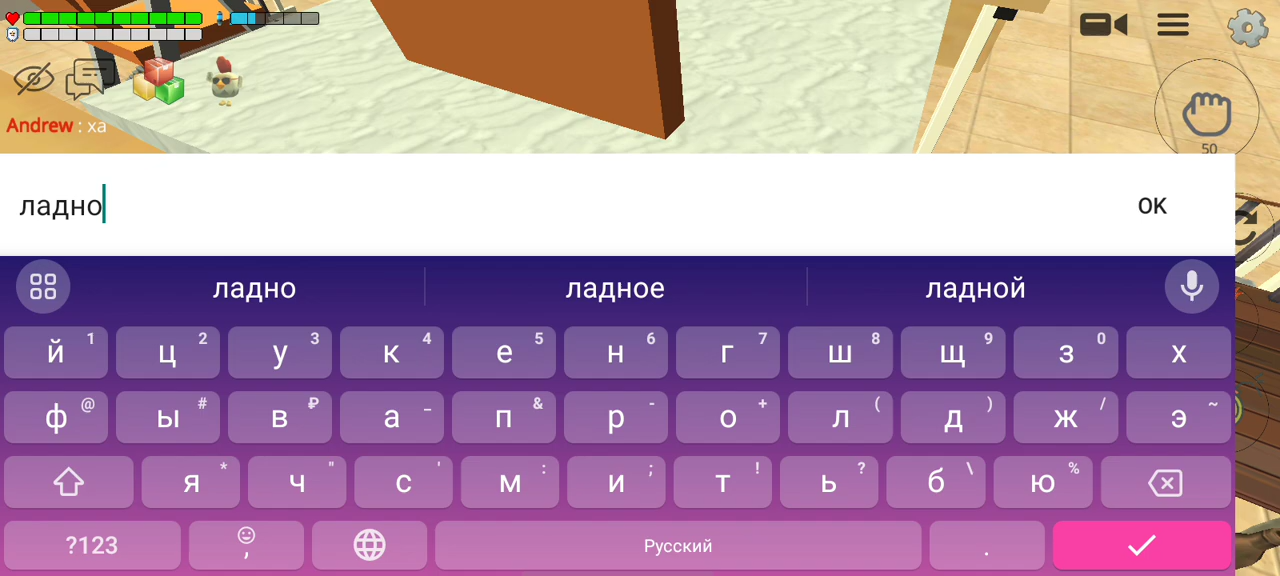 Andrew : ха
50
ладно
OK
ладно ладное ладной
й 1 ц 2 у 3 к 4 е 5 н 6 г 7 ш 8 щ 9 з 0 х
ф @ ы # в ₽ а _ п & р - о + л ( д ) ж / э ~
я * ч " с ' м : и ; т ! ь ? б \ ю %
?123 , Русский .